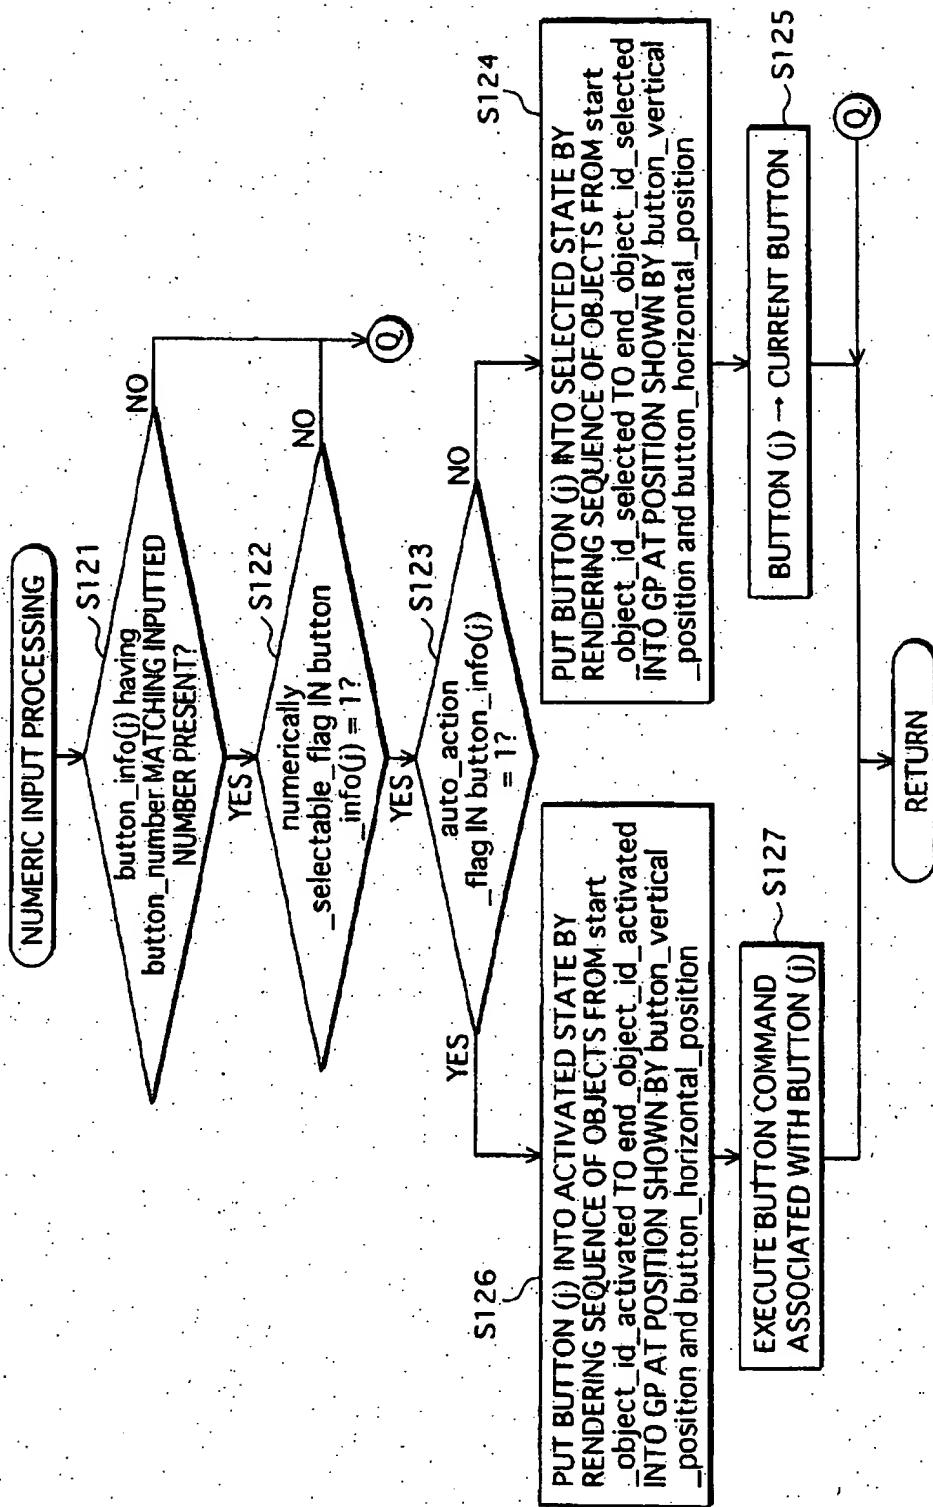 NUMERIC INPUT PROCESSING
S121
button_info(j) having
button_number MATCHING INPUTTED
NUMBER PRESENT?
NO
YES
S122
numerically
_selectable_flag IN button
_info(j) = 1?
NO
Q
YES
S123
auto_action
_flag IN button_info(j)
= 1?
YES
NO
S126
PUT BUTTON (j) INTO ACTIVATED STATE BY
RENDERING SEQUENCE OF OBJECTS FROM start
_object_id_activated TO end_object_id_activated
INTO GP AT POSITION SHOWN BY button_vertical
_position and button_horizontal_position
S127
EXECUTE BUTTON COMMAND
ASSOCIATED WITH BUTTON (j)
S124
PUT BUTTON (j) INTO SELECTED STATE BY
RENDERING SEQUENCE OF OBJECTS FROM start
_object_id_selected TO end_object_id_selected
INTO GP AT POSITION SHOWN BY button_vertical
_position and button_horizontal_position
S125
BUTTON (j) → CURRENT BUTTON
Q
RETURN